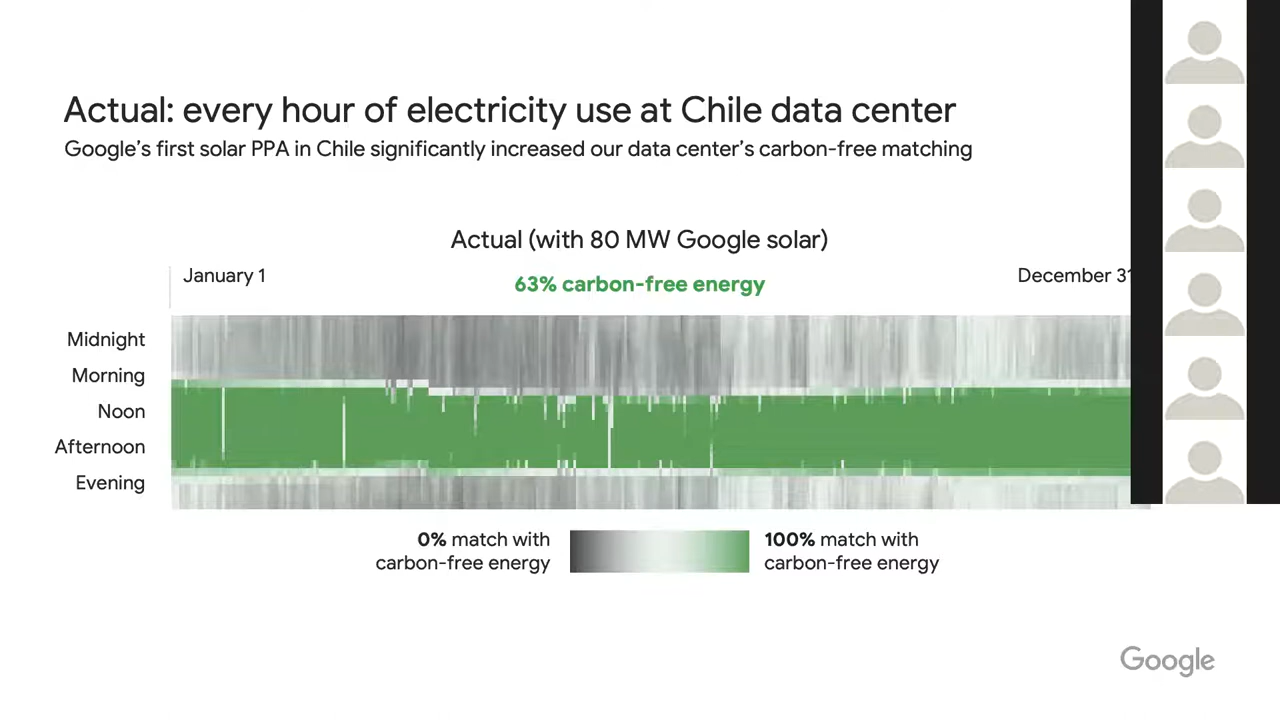 Actual: every hour of electricity use at Chile data center
Google’s first solar PPA in Chile significantly increased our data center’s carbon-free matching
Actual (with 80 MW Google solar)
January 1
63% carbon-free energy
December 31
Midnight
Morning
Noon
Afternoon
Evening
0% match with
carbon-free energy
100% match with
carbon-free energy
Google